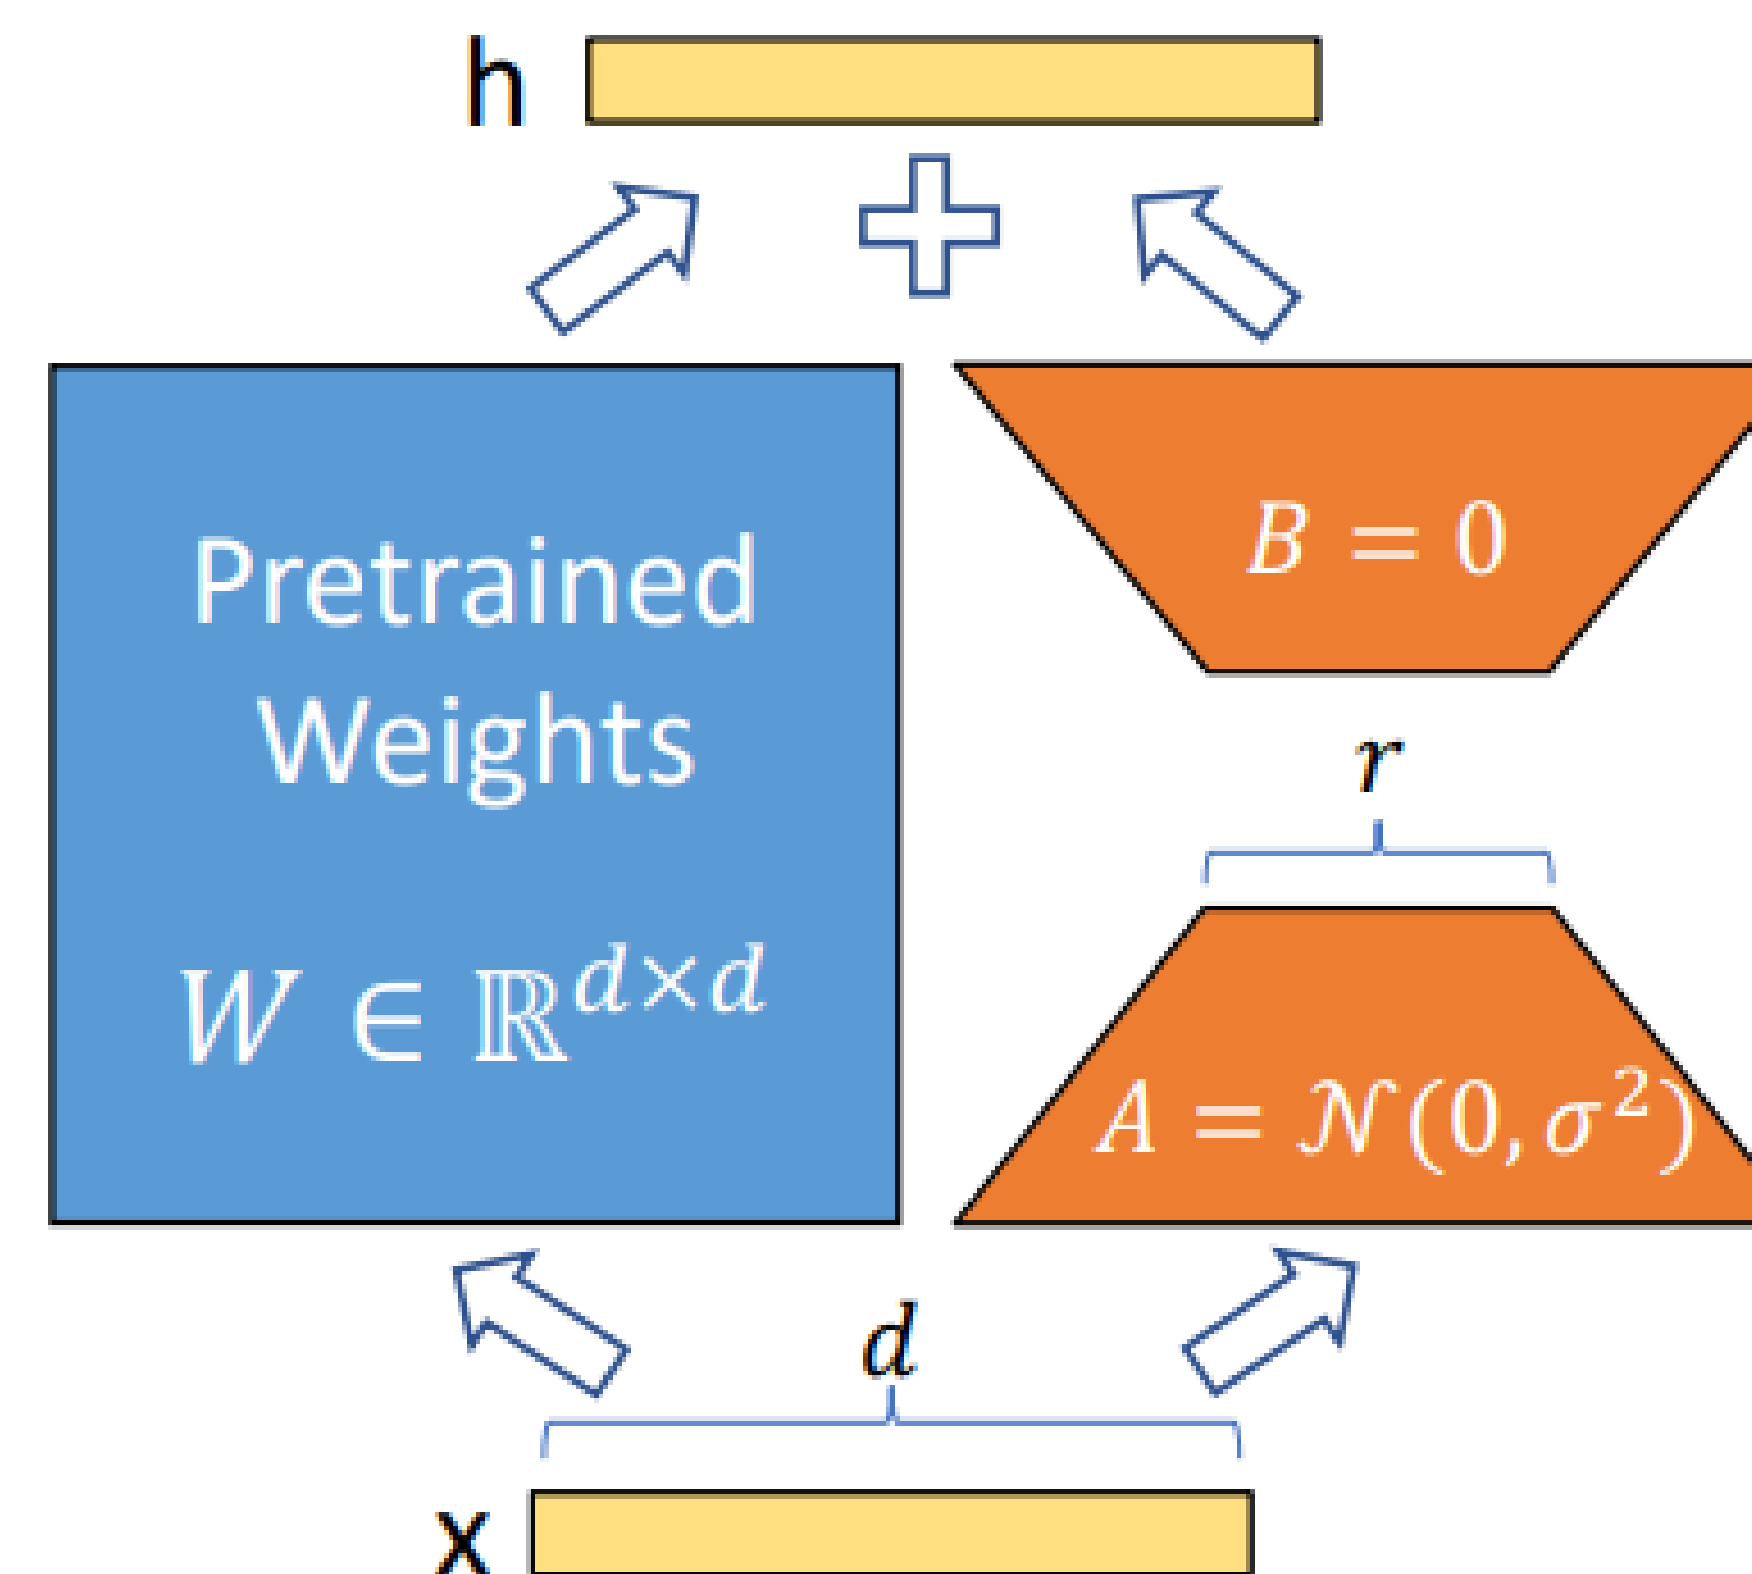 h
Pretrained
Weights
W ∈ ℝ^{d×d}
B = 0
r
A = 𝒩(0, σ²)
d
x